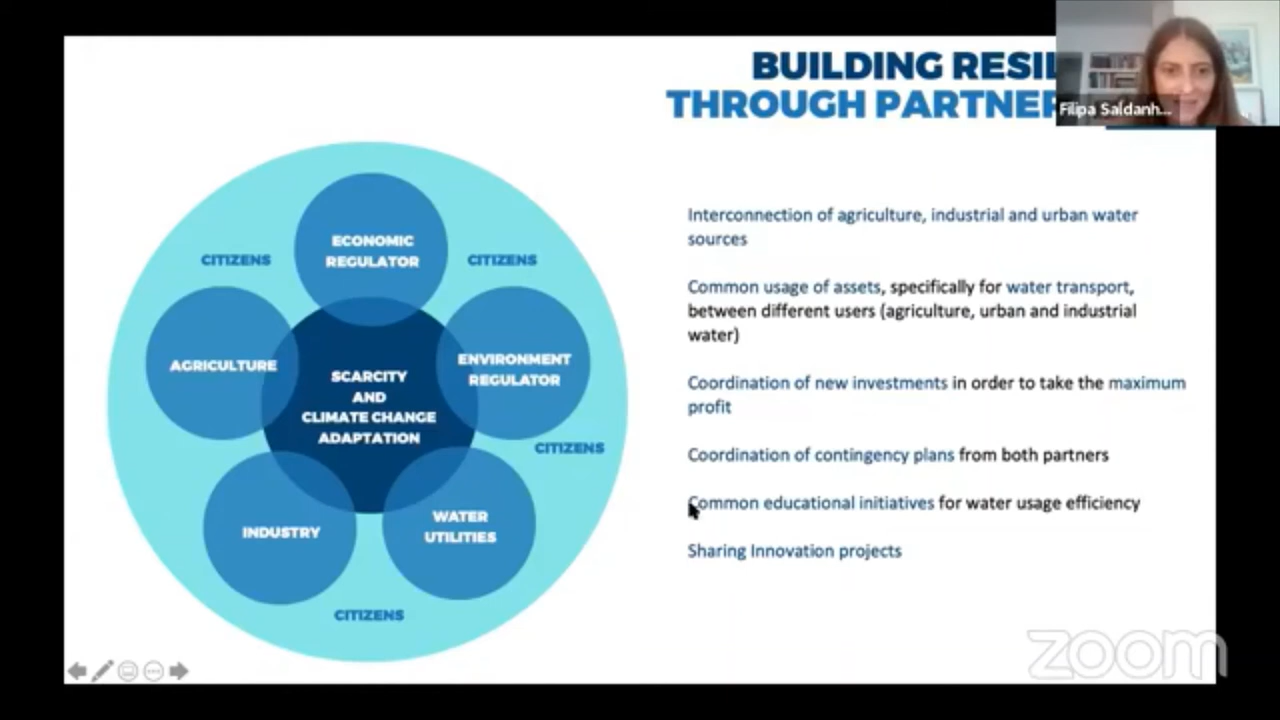 BUILDING RESIL
THROUGH PARTNER
Filipa Saldanh...
ECONOMIC
REGULATOR
CITIZENS
CITIZENS
AGRICULTURE
ENVIRONMENT
REGULATOR
SCARCITY
AND
CLIMATE CHANGE
ADAPTATION
CITIZENS
INDUSTRY
WATER
UTILITIES
CITIZENS
Interconnection of agriculture, industrial and urban water
sources
Common usage of assets, specifically for water transport,
between different users (agriculture, urban and industrial
water)
Coordination of new investments in order to take the maximum
profit
Coordination of contingency plans from both partners
Common educational initiatives for water usage efficiency
Sharing Innovation projects
zoom